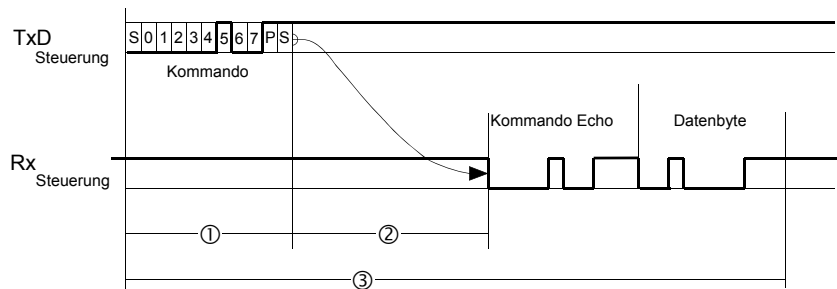 TxD
Steuerung
S 0 1 2 3 4 5 6 7 P S
Kommando
Kommando Echo
Datenbyte
Rx
Steuerung
①
②
③